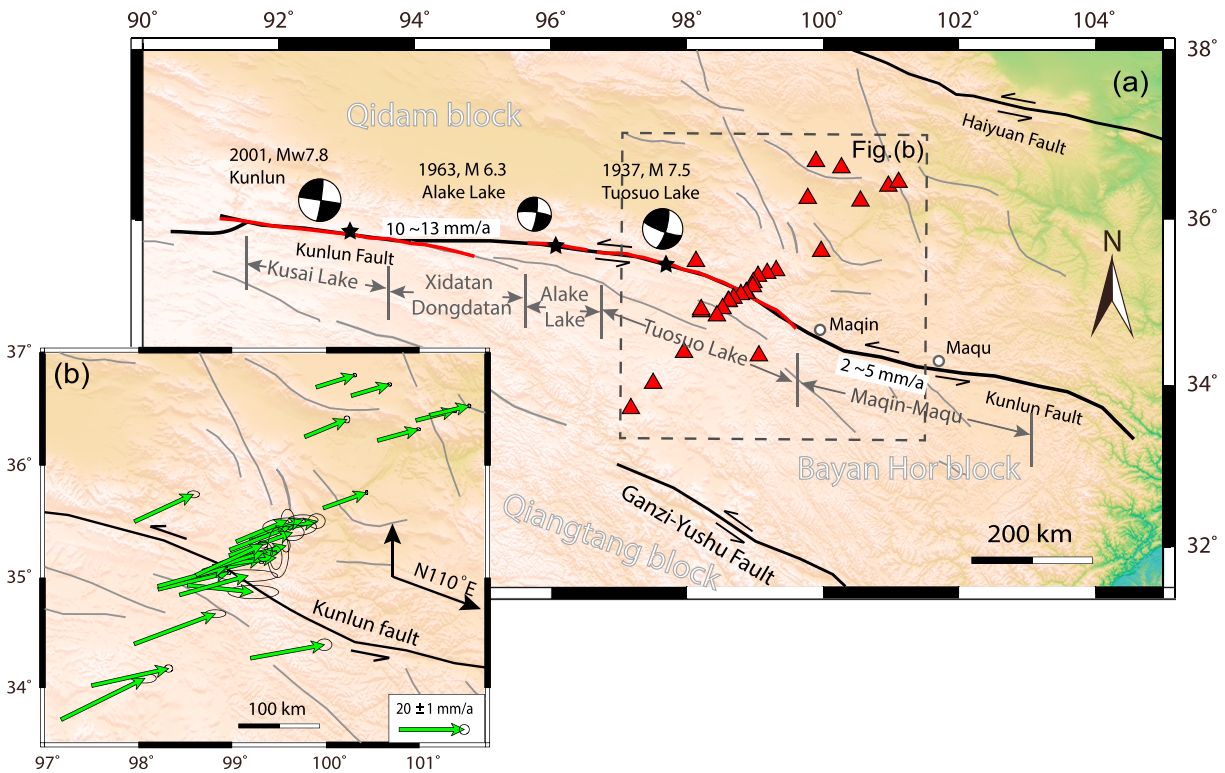 90°
92
94
96
98
100°
102°
104°
38°
36°
34°
32°
(a)
Qidam block
Haiyuan Fault
Fig.(b)
2001, Mw7.8
Kunlun
1963, M 6.3
Alake Lake
1937, M 7.5
Tuosuo Lake
10 ~13 mm/a
Kunlun Fault
Kusai Lake
Xidatan
Dongdatan
Alake
Lake
Tuosuo Lake
Maqin
Maqu
2 ~5 mm/a
Maqin-Maqu
Kunlun Fault
N
Bayan Hor block
Ganzi-Yushu Fault
Qiangtang block
200 km
(b)
37°
36°
35°
34°
N110°E
Kunlun fault
100 km
20 ±1 mm/a
97°
98°
99°
100°
101°